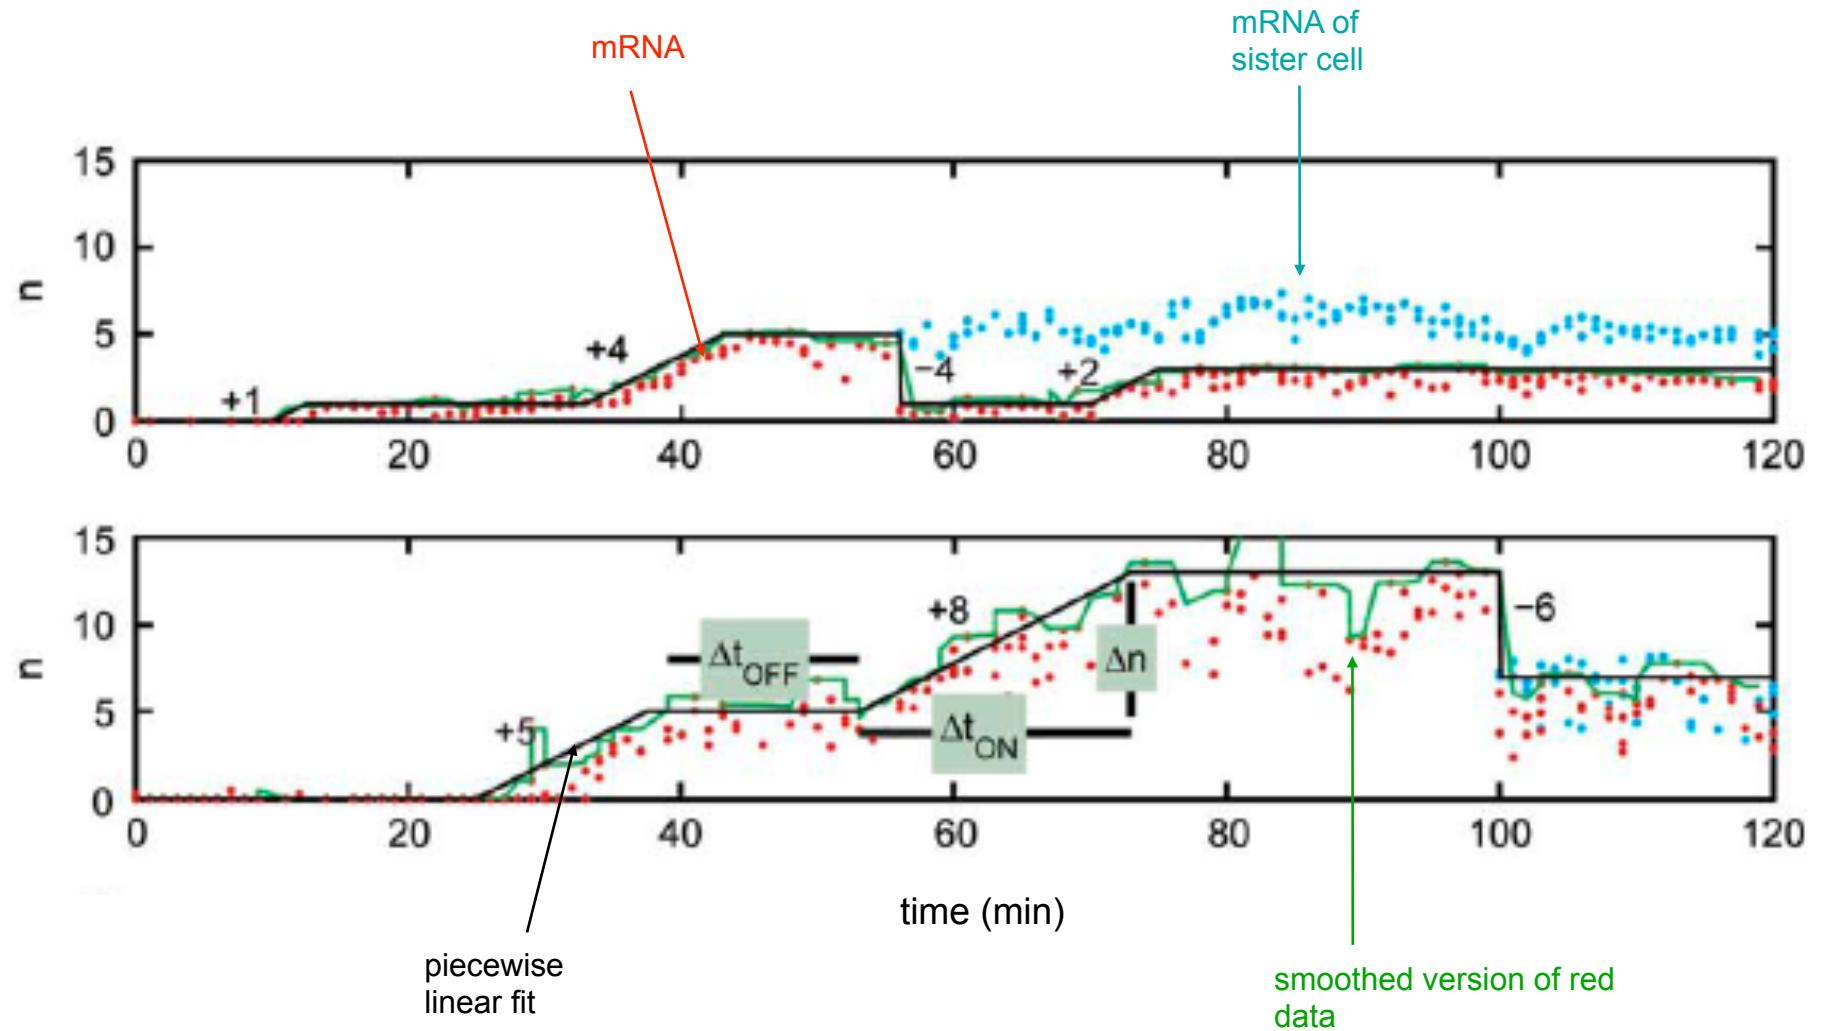 mRNA
mRNA of
sister cell
15
10
5
0
n
+1
+4
−4
+2
0 20 40 60 80 100 120
15
10
5
0
n
+5
ΔtOFF
+8
ΔtON
Δn
−6
0 20 40 60 80 100 120
time (min)
piecewise
linear fit
smoothed version of red
data